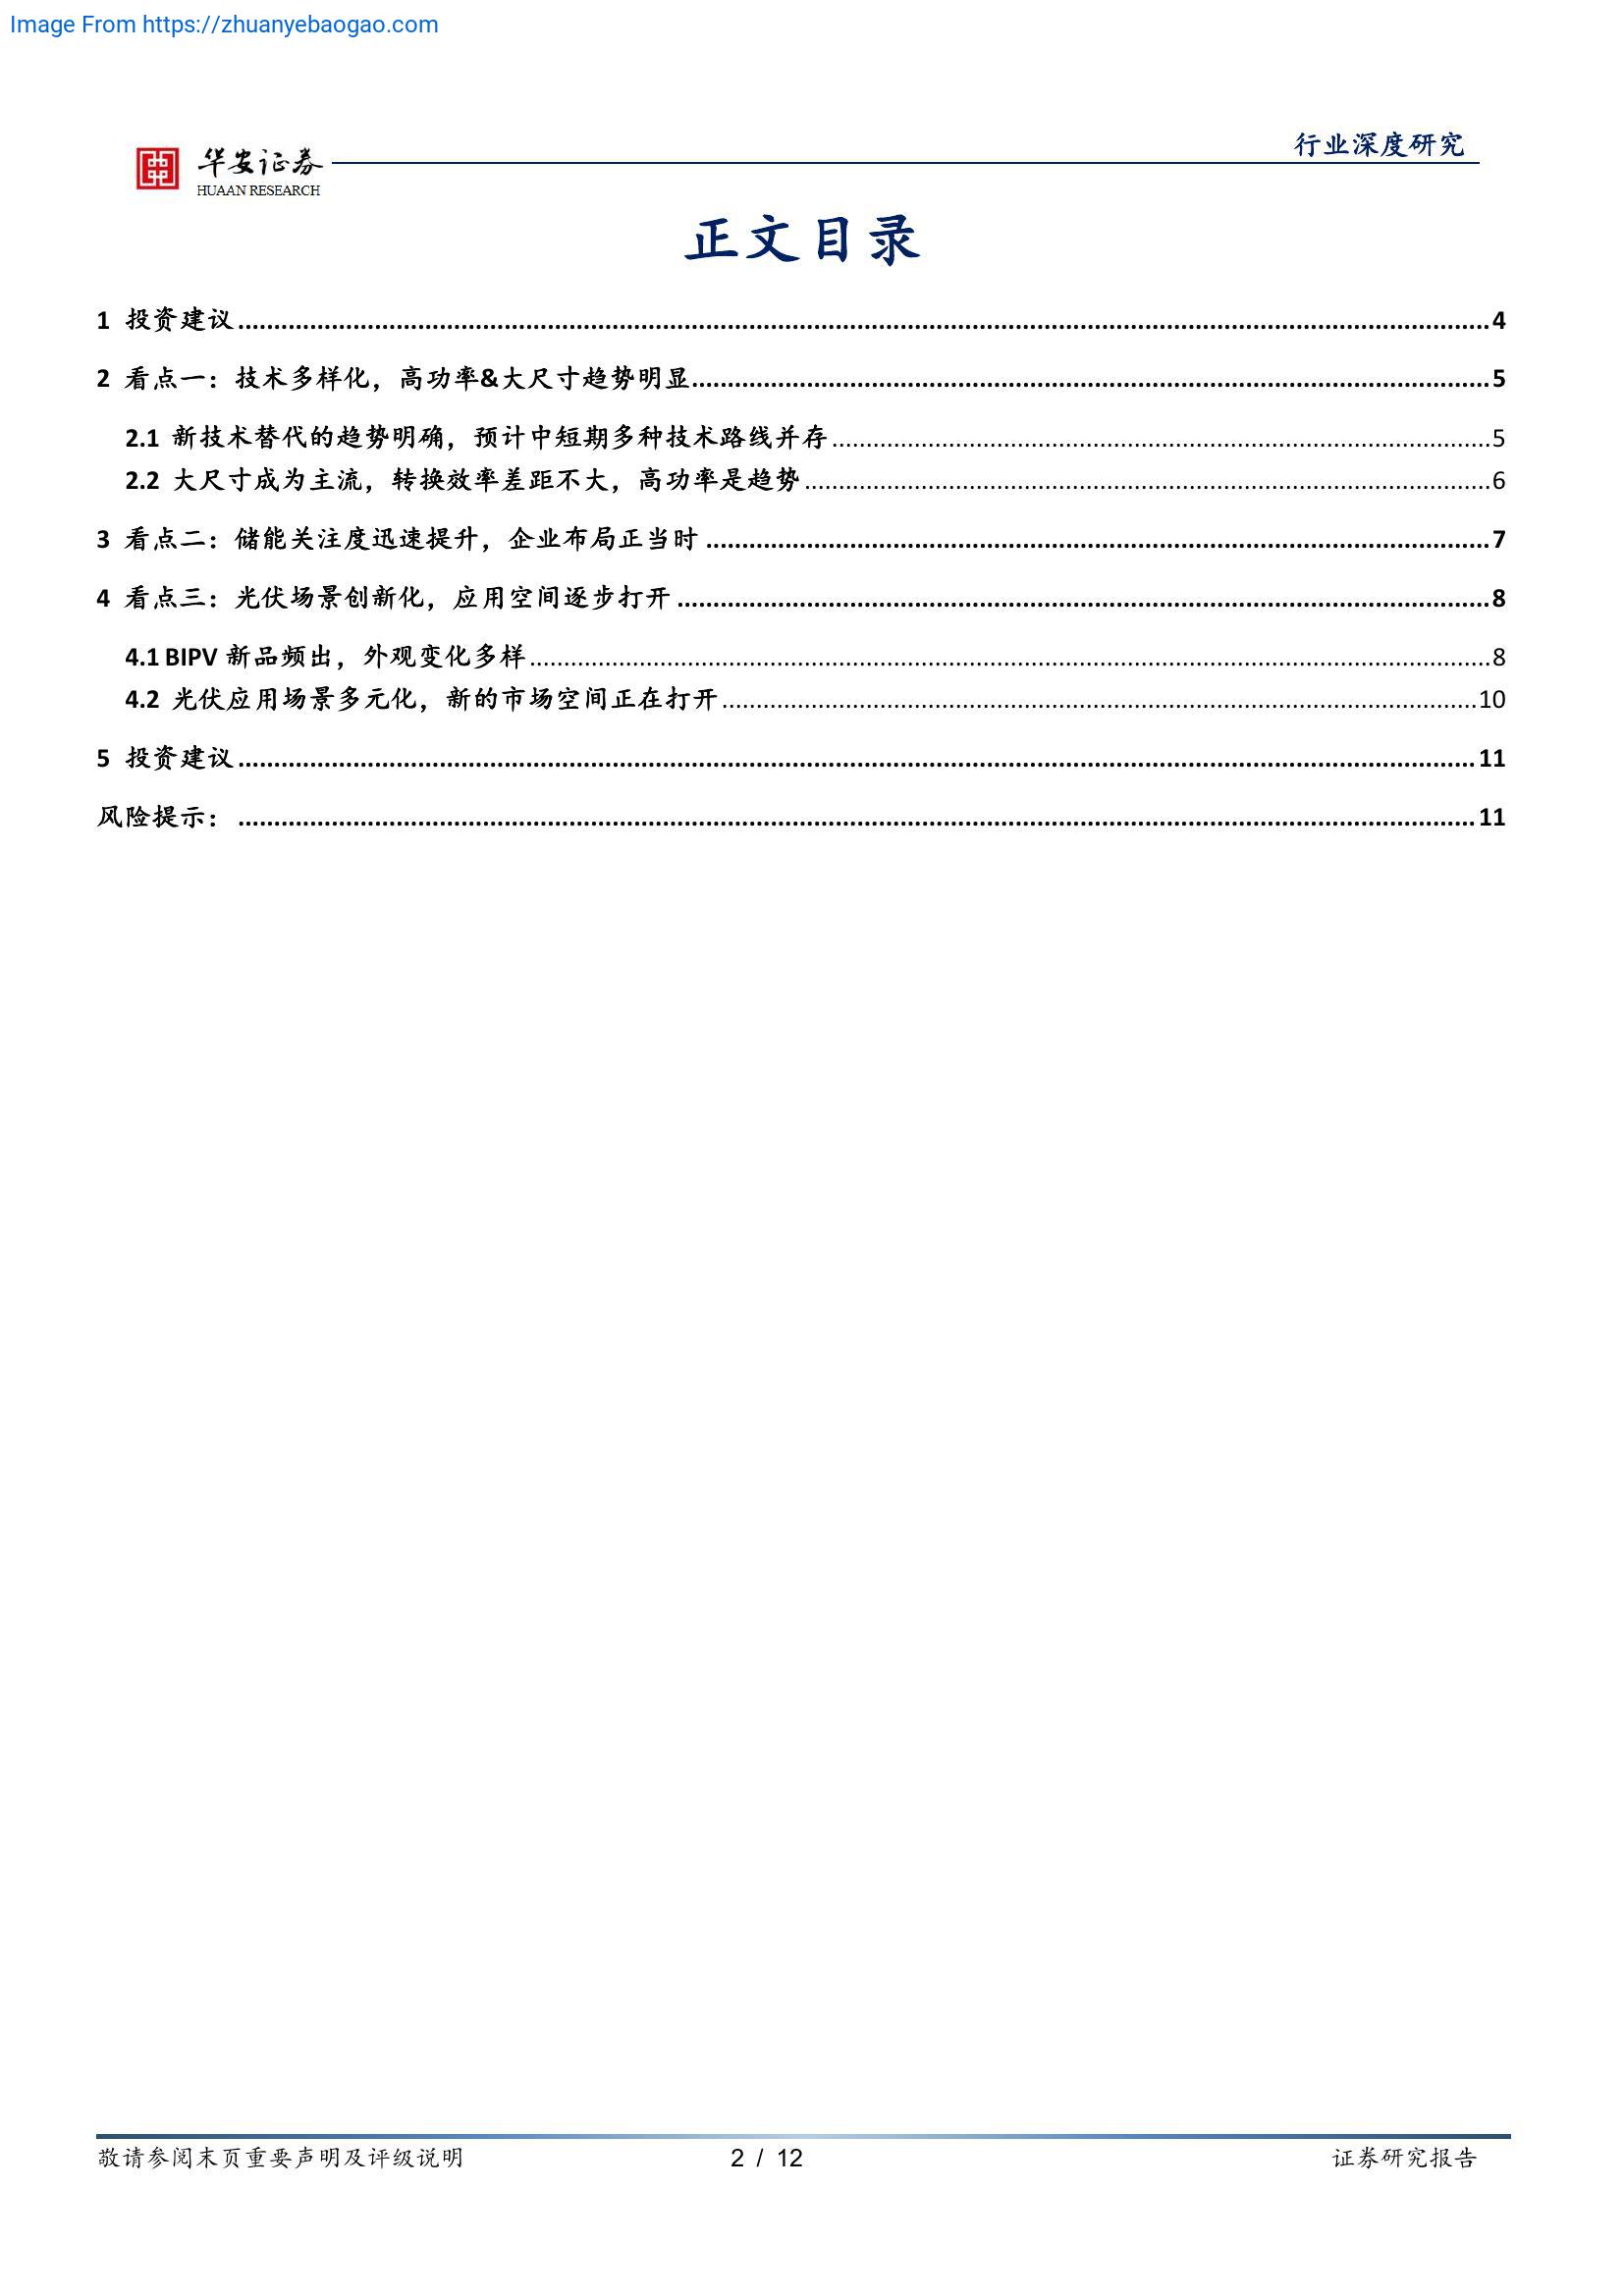 Image From https://zhuanyebaogao.com
行业深度研究
华安证券
HUAAN RESEARCH
正文目录
1 投资建议 4
2 看点一：技术多样化，高功率&大尺寸趋势明显 5
2.1 新技术替代的趋势明确，预计中短期多种技术路线并存 5
2.2 大尺寸成为主流，转换效率差距不大，高功率是趋势 6
3 看点二：储能关注度迅速提升，企业布局正当时 7
4 看点三：光伏场景创新化，应用空间逐步打开 8
4.1 BIPV 新品频出，外观变化多样 8
4.2 光伏应用场景多元化，新的市场空间正在打开 10
5 投资建议 11
风险提示： 11
敬请参阅末页重要声明及评级说明 2 / 12 证券研究报告